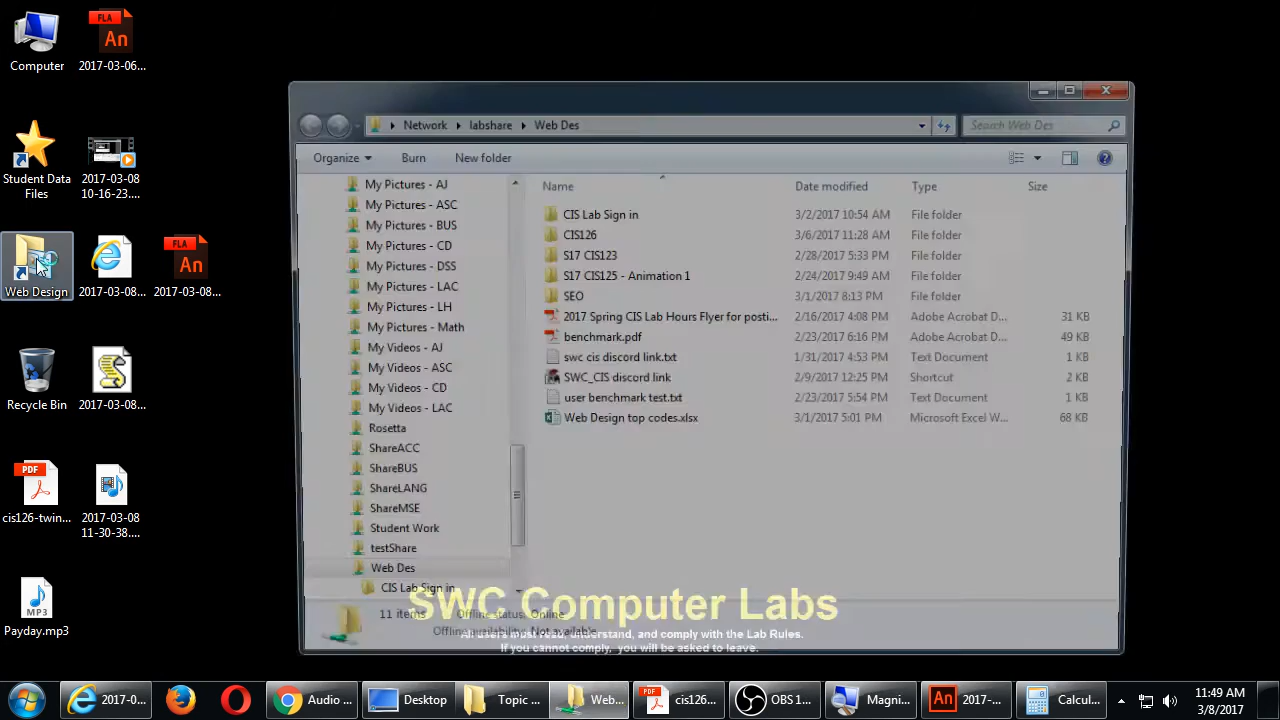 Computer
FLA
An
2017-03-06...
Student Data
Files
2017-03-08
10-16-23....
Web Design
2017-03-08...
FLA
An
2017-03-08...
Recycle Bin
2017-03-08...
PDF
cis126-twin...
2017-03-08
11-30-38....
MP3
Payday.mp3
Network
labshare
Web Des
Search Web Des
Organize
Burn
New folder
My Pictures - AJ
My Pictures - ASC
My Pictures - BUS
My Pictures - CD
My Pictures - DSS
My Pictures - LAC
My Pictures - LH
My Pictures - Math
My Videos - AJ
My Videos - ASC
My Videos - CD
My Videos - LAC
Rosetta
ShareACC
ShareBUS
ShareLANG
ShareMSE
Student Work
testShare
Web Des
CIS Lab Sign in
Name Date modified Type Size
CIS Lab Sign in 3/2/2017 10:54 AM File folder
CIS126 3/6/2017 11:28 AM File folder
S17 CIS123 2/28/2017 5:33 PM File folder
S17 CIS125 - Animation 1 2/24/2017 9:49 AM File folder
SEO 3/1/2017 8:13 PM File folder
2017 Spring CIS Lab Hours Flyer for posti... 2/16/2017 4:08 PM Adobe Acrobat D... 31 KB
benchmark.pdf 2/23/2017 6:16 PM Adobe Acrobat D... 49 KB
swc cis discord link.txt 1/31/2017 4:53 PM Text Document 1 KB
SWC_CIS discord link 2/9/2017 12:25 PM Shortcut 2 KB
user benchmark test.txt 2/23/2017 5:54 PM Text Document 1 KB
Web Design top codes.xlsx 3/1/2017 5:01 PM Microsoft Excel W... 68 KB
11 items Offline status: Online
Offline availability: Not available
SWC Computer Labs
All users must read, understand, and comply with the Lab Rules.
If you cannot comply, you will be asked to leave.
2017-0...
Audio ...
Desktop
Topic ...
Web...
PDF
cis126...
OBS 1...
Magni...
An
2017-...
Calcul...
11:49 AM
3/8/2017